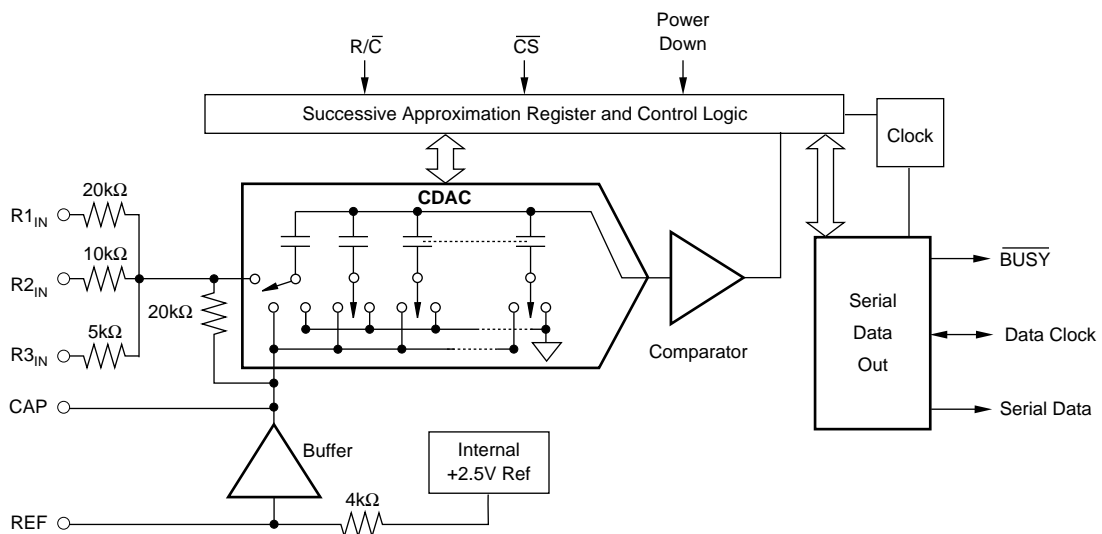 Power
Down
R/C̅
C̅S̅
Successive Approximation Register and Control Logic
Clock
CDAC
20kΩ
R1IN
10kΩ
R2IN
20kΩ
5kΩ
R3IN
Comparator
B̅U̅S̅Y̅
Serial
Data
Out
Data Clock
Serial Data
CAP
Buffer
Internal
+2.5V Ref
4kΩ
REF